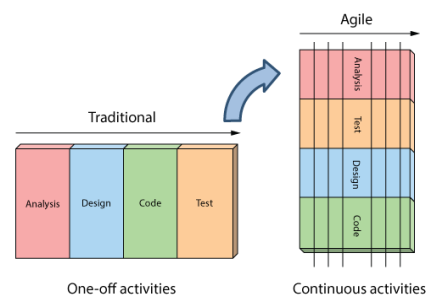 Agile
Traditional
Analysis
Design
Code
Test
Analysis
Test
Design
Code
One-off activities
Continuous activities